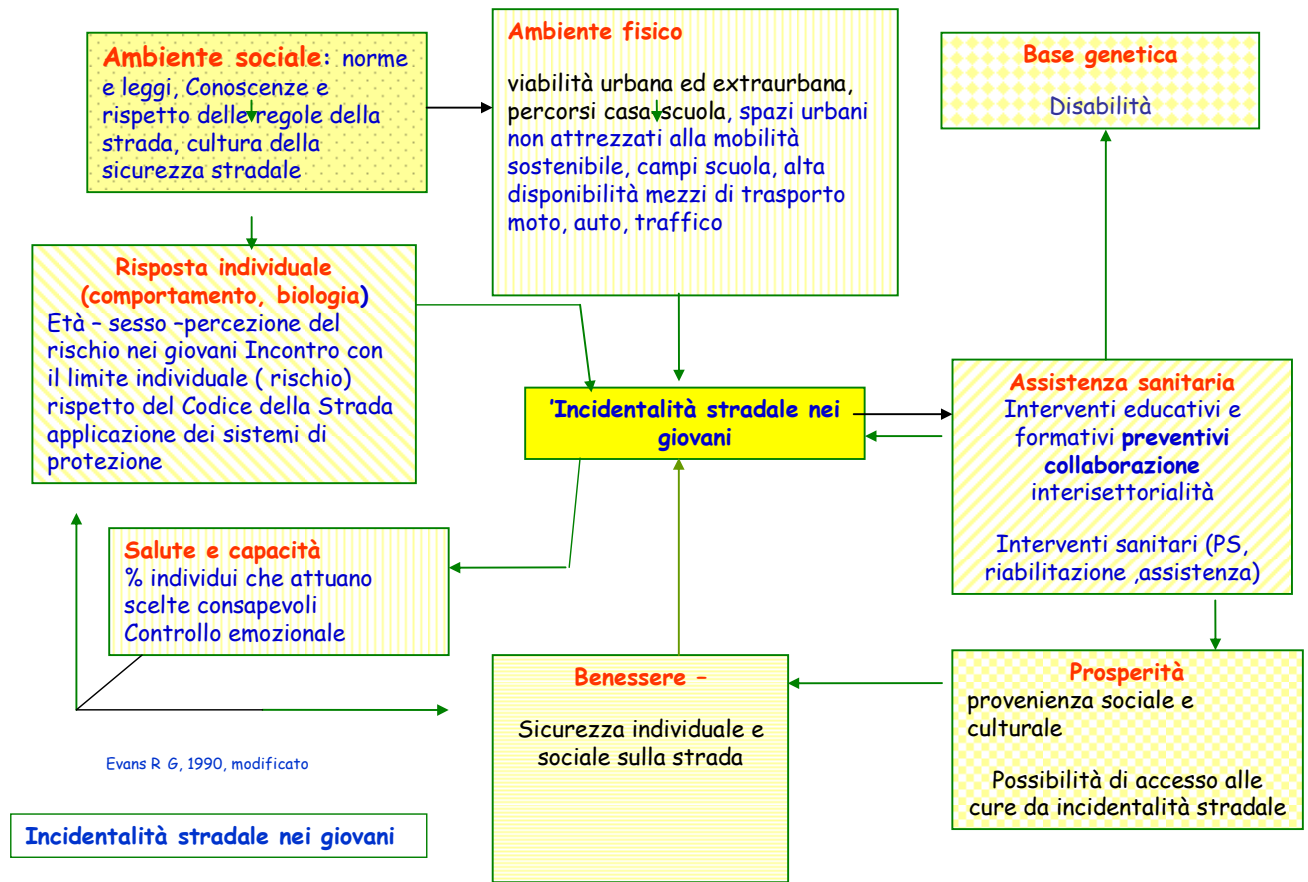 Ambiente sociale: norme
e leggi, Conoscenze e
rispetto delle regole della
strada, cultura della
sicurezza stradale
Ambiente fisico
viabilità urbana ed extraurbana,
percorsi casa scuola, spazi urbani
non attrezzati alla mobilità
sostenibile, campi scuola, alta
disponibilità mezzi di trasporto
moto, auto, traffico
Base genetica
Disabilità
Risposta individuale
(comportamento, biologia)
Età – sesso –percezione del
rischio nei giovani Incontro con
il limite individuale ( rischio)
rispetto del Codice della Strada
applicazione dei sistemi di
protezione
'Incidentalità stradale nei
giovani
Assistenza sanitaria
Interventi educativi e
formativi preventivi
collaborazione
interisettorialità
Interventi sanitari (PS,
riabilitazione ,assistenza)
Salute e capacità
% individui che attuano
scelte consapevoli
Controllo emozionale
Benessere –
Sicurezza individuale e
sociale sulla strada
Prosperità
provenienza sociale e
culturale
Possibilità di accesso alle
cure da incidentalità stradale
Evans R G, 1990, modificato
Incidentalità stradale nei giovani